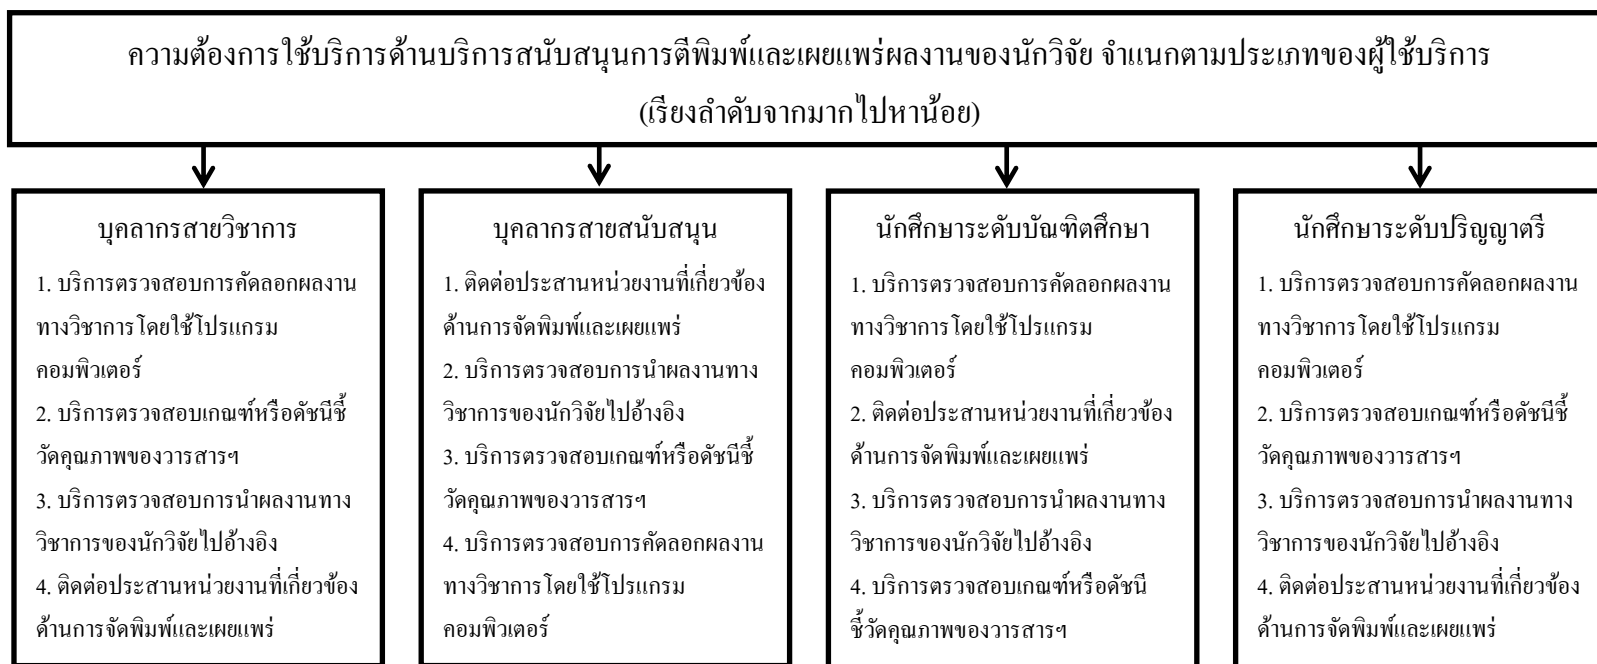 ความต้องการใช้บริการด้านบริการสนับสนุนการตีพิมพ์และเผยแพร่ผลงานของนักวิจัย จำแนกตามประเภทของผู้ใช้บริการ
(เรียงลำดับจากมากไปหาน้อย)
บุคลากรสายวิชาการ
1. บริการตรวจสอบการคัดลอกผลงาน
ทางวิชาการโดยใช้โปรแกรม
คอมพิวเตอร์
2. บริการตรวจสอบเกณฑ์หรือดัชนีชี้
วัดคุณภาพของวารสารฯ
3. บริการตรวจสอบการนำผลงานทาง
วิชาการของนักวิจัยไปอ้างอิง
4. ติดต่อประสานหน่วยงานที่เกี่ยวข้อง
ด้านการจัดพิมพ์และเผยแพร่
บุคลากรสายสนับสนุน
1. ติดต่อประสานหน่วยงานที่เกี่ยวข้อง
ด้านการจัดพิมพ์และเผยแพร่
2. บริการตรวจสอบการนำผลงานทาง
วิชาการของนักวิจัยไปอ้างอิง
3. บริการตรวจสอบเกณฑ์หรือดัชนีชี้
วัดคุณภาพของวารสารฯ
4. บริการตรวจสอบการคัดลอกผลงาน
ทางวิชาการโดยใช้โปรแกรม
คอมพิวเตอร์
นักศึกษาระดับบัณฑิตศึกษา
1. บริการตรวจสอบการคัดลอกผลงาน
ทางวิชาการโดยใช้โปรแกรม
คอมพิวเตอร์
2. ติดต่อประสานหน่วยงานที่เกี่ยวข้อง
ด้านการจัดพิมพ์และเผยแพร่
3. บริการตรวจสอบการนำผลงานทาง
วิชาการของนักวิจัยไปอ้างอิง
4. บริการตรวจสอบเกณฑ์หรือดัชนี
ชี้วัดคุณภาพของวารสารฯ
นักศึกษาระดับปริญญาตรี
1. บริการตรวจสอบการคัดลอกผลงาน
ทางวิชาการโดยใช้โปรแกรม
คอมพิวเตอร์
2. บริการตรวจสอบเกณฑ์หรือดัชนีชี้
วัดคุณภาพของวารสารฯ
3. บริการตรวจสอบการนำผลงานทาง
วิชาการของนักวิจัยไปอ้างอิง
4. ติดต่อประสานหน่วยงานที่เกี่ยวข้อง
ด้านการจัดพิมพ์และเผยแพร่